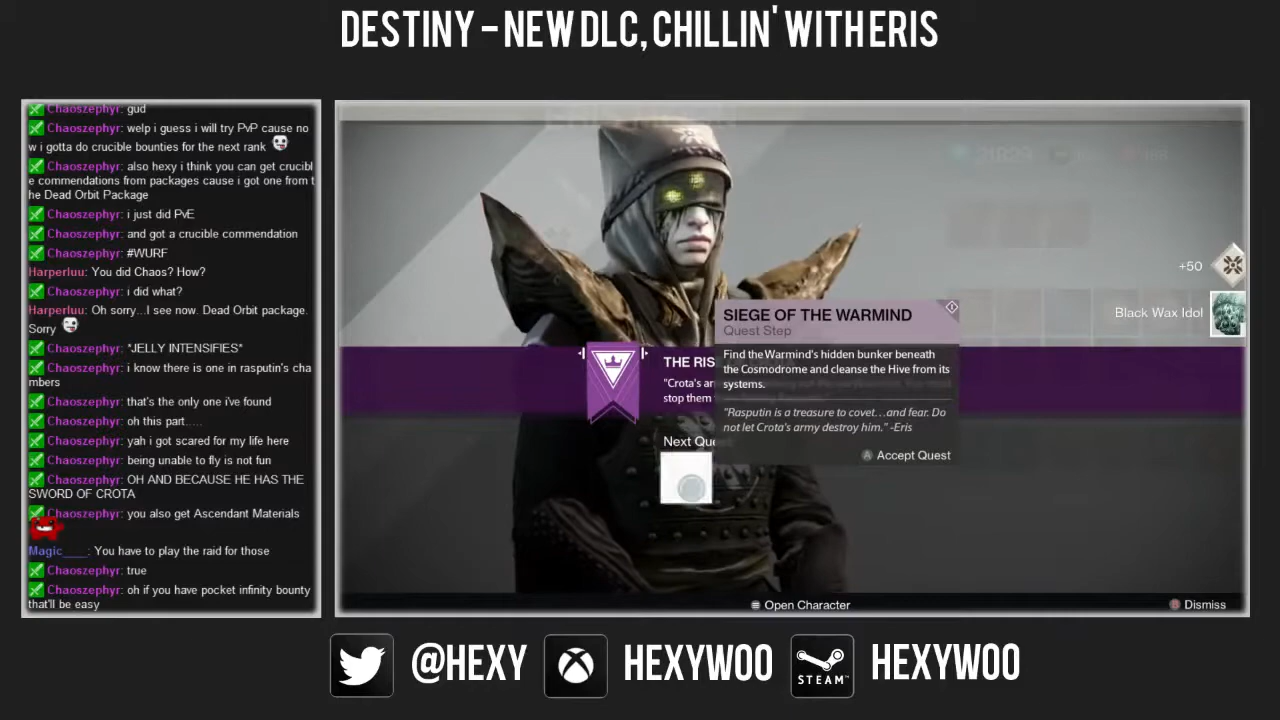 DESTINY - NEW DLC, CHILLIN' WITH ERIS
Chaoszephyr: gud
Chaoszephyr: welp i guess i will try PvP cause no
w i gotta do crucible bounties for the next rank
Chaoszephyr: also hexy i think you can get crucibl
e commendations from packages cause i got one from t
he Dead Orbit Package
Chaoszephyr: i just did PvE
Chaoszephyr: and got a crucible commendation
Chaoszephyr: #WURF
Harperluu: You did Chaos? How?
Chaoszephyr: i did what?
Harperluu: Oh sorry...I see now. Dead Orbit package.
Sorry
Chaoszephyr: *JELLY INTENSIFIES*
Chaoszephyr: i know there is one in rasputin's cha
mbers
Chaoszephyr: that's the only one i've found
Chaoszephyr: oh this part.....
Chaoszephyr: yah i got scared for my life here
Chaoszephyr: being unable to fly is not fun
Chaoszephyr: OH AND BECAUSE HE HAS THE
SWORD OF CROTA
Chaoszephyr: you also get Ascendant Materials
Magic____: You have to play the raid for those
Chaoszephyr: true
Chaoszephyr: oh if you have pocket infinity bounty
that'll be easy
+50
Black Wax Idol
THE RIS
"Crota's ar
stop them
Next Que
SIEGE OF THE WARMIND
Quest Step
Find the Warmind's hidden bunker beneath
the Cosmodrome and cleanse the Hive from its
systems.
"Rasputin is a treasure to covet...and fear. Do
not let Crota's army destroy him." -Eris
A Accept Quest
Open Character
B Dismiss
@HEXY
HEXYWOO
STEAM
HEXYWOO